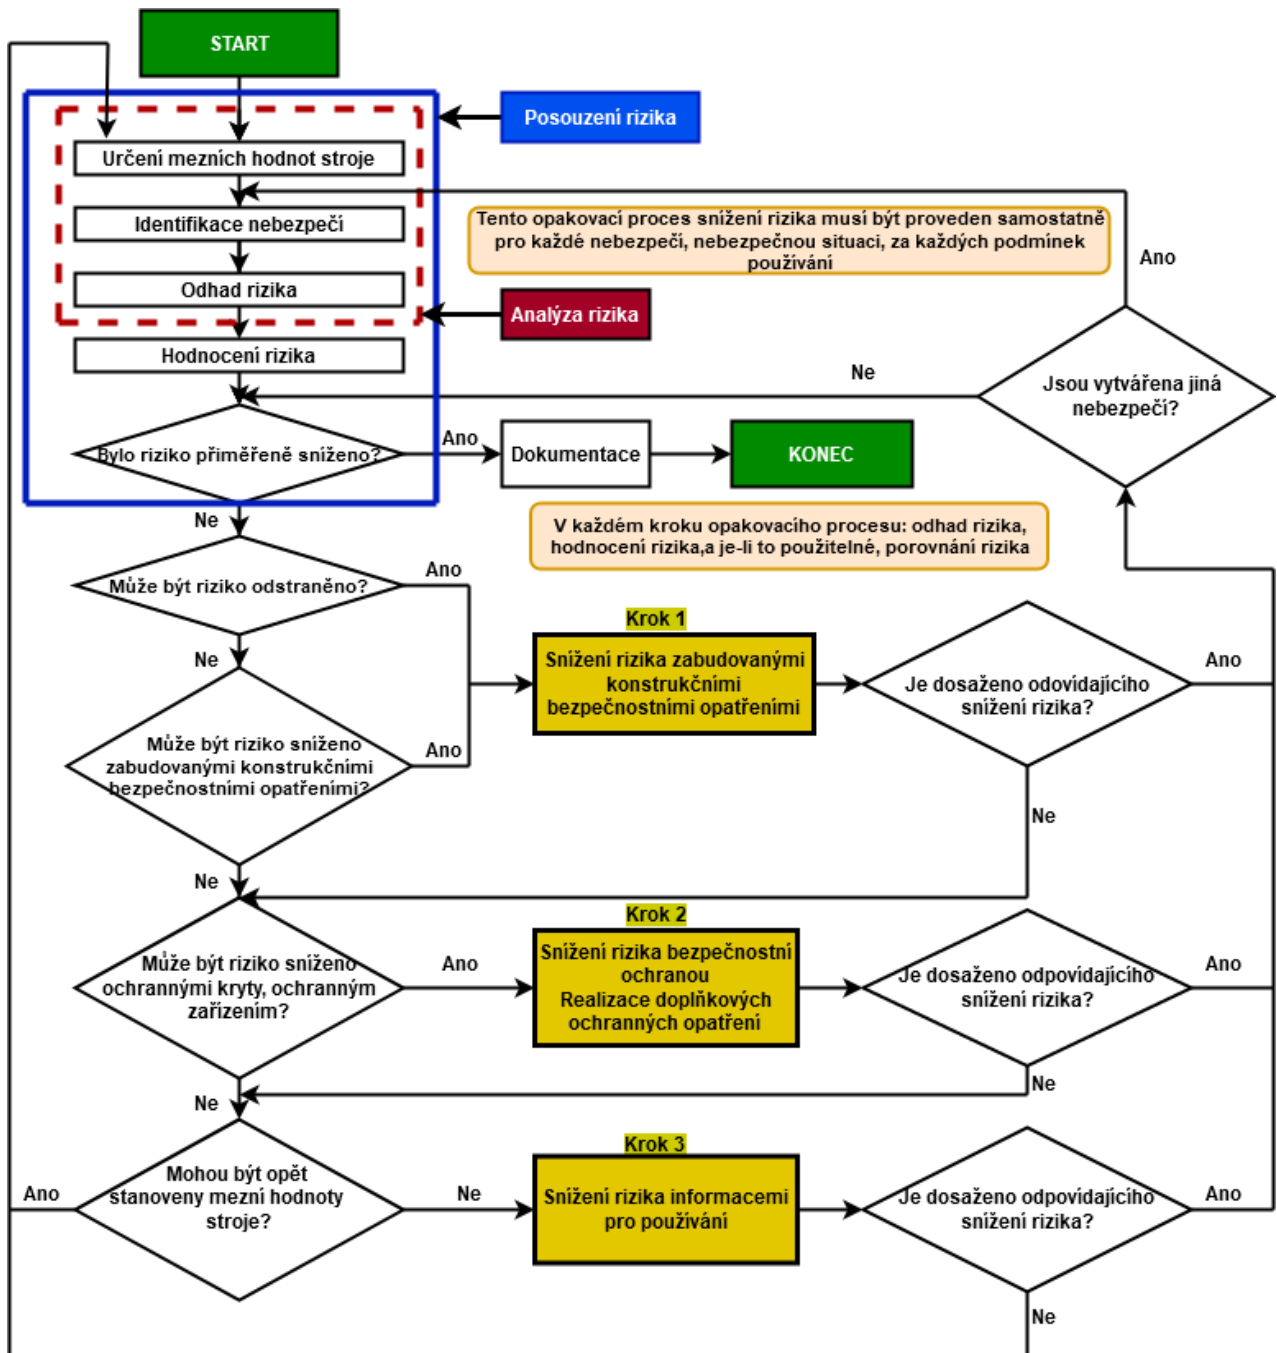 START
Posouzení rizika
Určení mezních hodnot stroje
Identifikace nebezpečí
Tento opakovací proces snížení rizika musí být proveden samostatně
pro každé nebezpečí, nebezpečnou situaci, za každých podmínek
používání
Ano
Odhad rizika
Analýza rizika
Hodnocení rizika
Ne
Jsou vytvářena jiná
nebezpečí?
Bylo riziko přiměřeně sníženo?
Ano
Dokumentace
KONEC
Ne
V každém kroku opakovacího procesu: odhad rizika,
hodnocení rizika,a je-li to použitelné, porovnání rizika
Může být riziko odstraněno?
Ano
Krok 1
Ne
Snížení rizika zabudovanými
konstrukčními
bezpečnostními opatřeními
Je dosaženo odovídajícího
snížení rizika?
Ano
Může být riziko sníženo
zabudovanými konstrukčními
bezpečnostními opatřeními?
Ano
Ne
Ne
Krok 2
Může být riziko sníženo
ochrannými kryty, ochranným
zařízením?
Ano
Snížení rizika bezpečnostní
ochranou
Realizace doplňkových
ochranných opatření
Je dosaženo odpovídajícího
snížení rizika?
Ano
Ne
Ne
Krok 3
Mohou být opět
stanoveny mezní hodnoty
stroje?
Ano
Ne
Snížení rizika informacemi
pro používání
Je dosaženo odpovídajícího
snížení rizika?
Ano
Ne